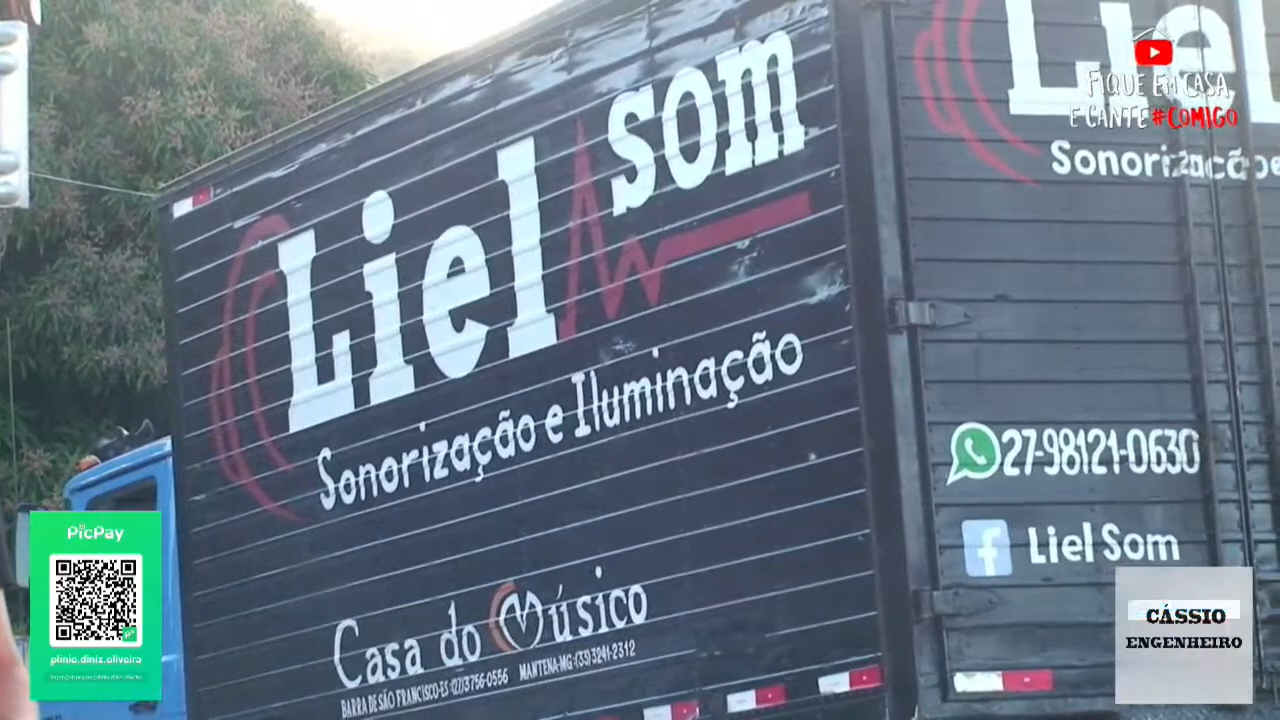 Liel som
Sonorização e Iluminação
Casa do Músico
BARRA DE SÃO FRANCISCO-ES (27)3756-0556 MANTENA-MG-(33)3241-2312
Liel
Sonorização
27-98121-0630
Liel Som
FIQUE EM CASA
E CANTE #COMIGO
PicPay
plinio.diniz.oliveira
CÁSSIO
ENGENHEIRO